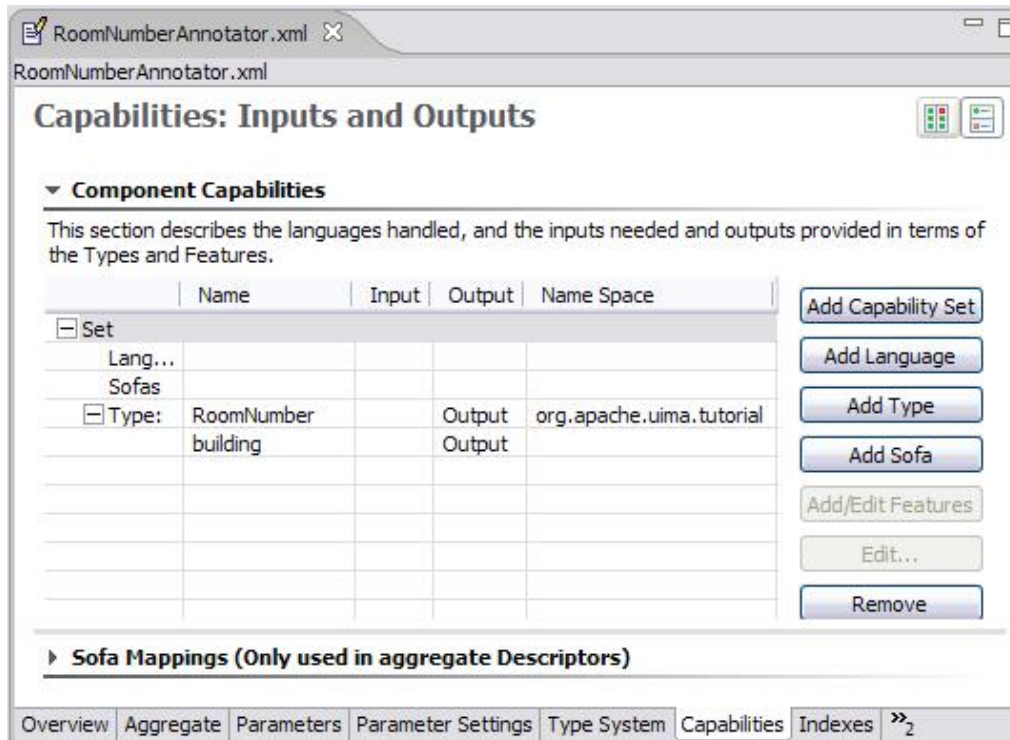 RoomNumberAnnotator.xml
RoomNumberAnnotator.xml
Capabilities: Inputs and Outputs
Component Capabilities
This section describes the languages handled, and the inputs needed and outputs provided in terms of
the Types and Features.
Name Input Output Name Space
Set
Lang...
Sofas
Type: RoomNumber Output org.apache.uima.tutorial
building Output
Add Capability Set
Add Language
Add Type
Add Sofa
Add/Edit Features
Edit...
Remove
Sofa Mappings (Only used in aggregate Descriptors)
Overview Aggregate Parameters Parameter Settings Type System Capabilities Indexes »2